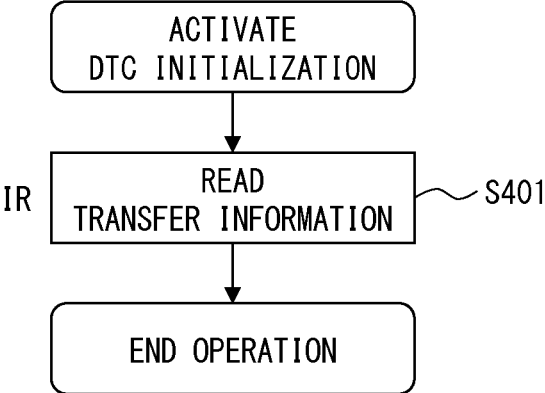 ACTIVATE
DTC INITIALIZATION
IR
READ
TRANSFER INFORMATION
S401
END OPERATION